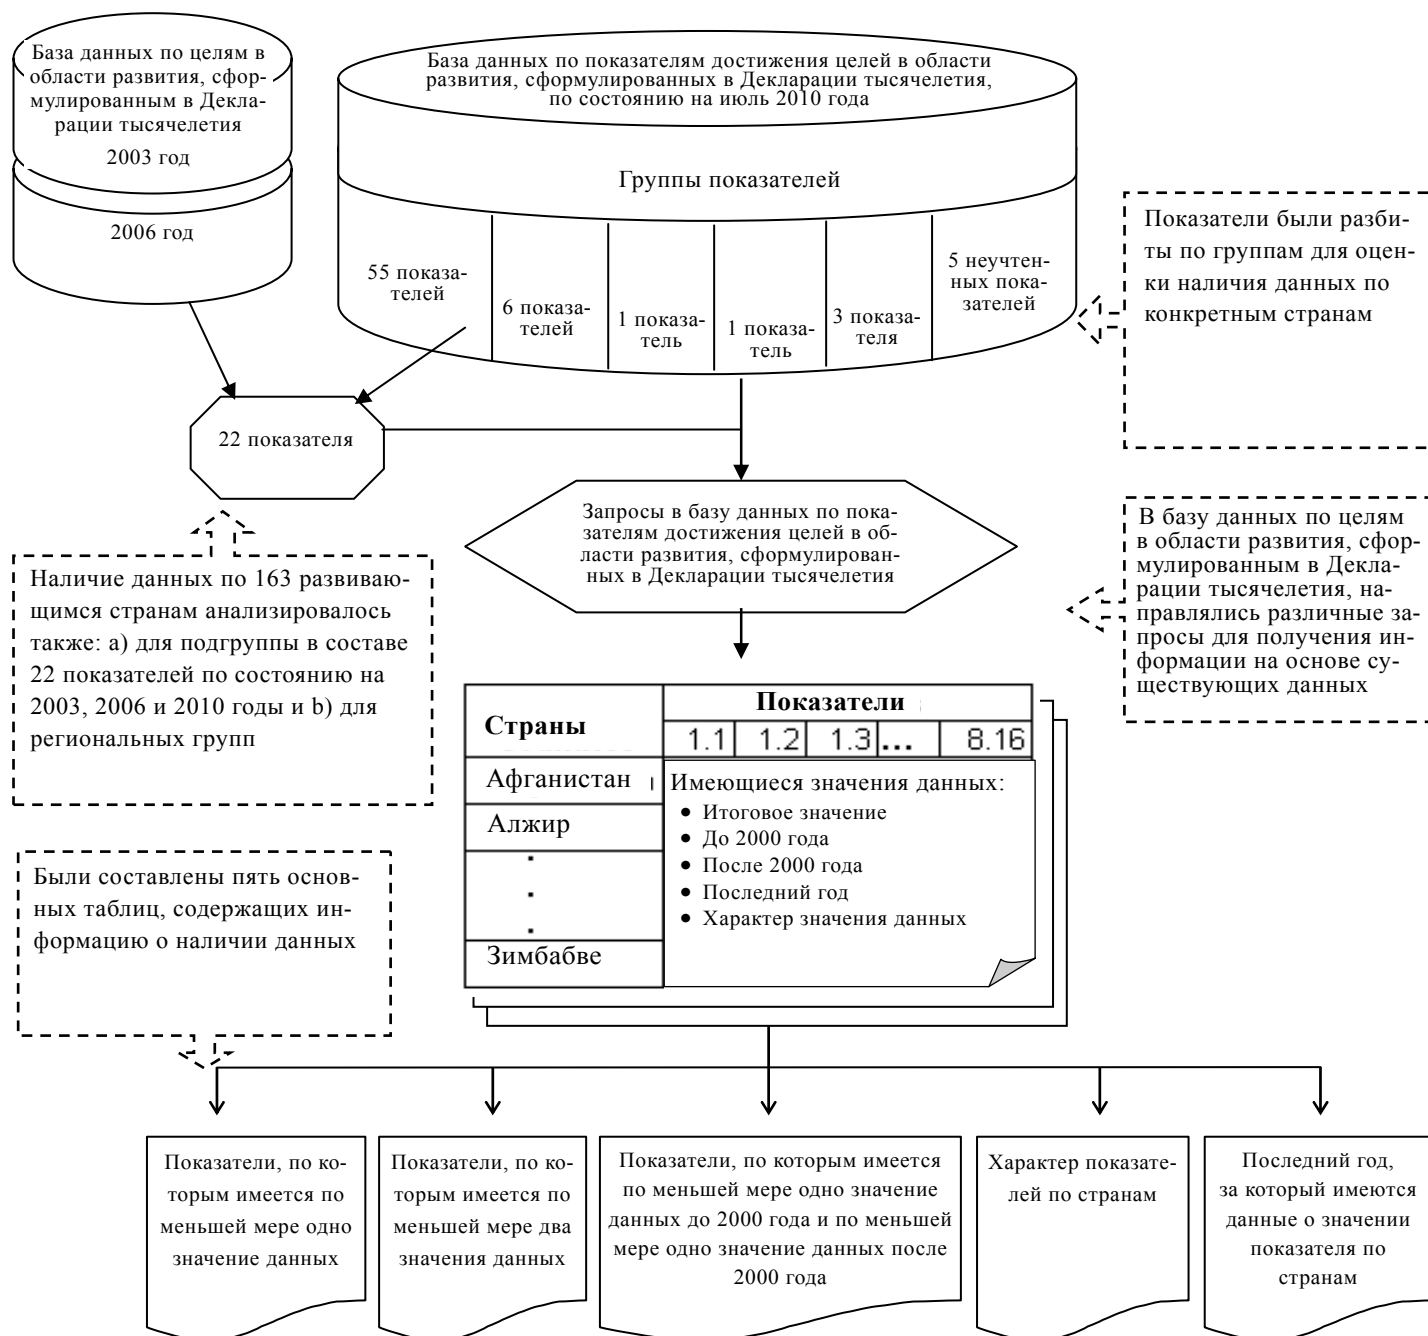 База данных по целям в
области развития, сфор-
мулированным в Декла-
рации тысячелетия
2003 год
2006 год
База данных по показателям достижения целей в области
развития, сформулированных в Декларации тысячелетия,
по состоянию на июль 2010 года
Группы показателей
55 показа-
телей
6 показа-
телей
1 показа-
тель
1 показа-
тель
3 показа-
теля
5 неучтен-
ных пока-
зателей
Показатели были разби-
ты по группам для оцен-
ки наличия данных по
конкретным странам
22 показателя
Запросы в базу данных по пока-
зателям достижения целей в об-
ласти развития, сформулирован-
ных в Декларации тысячелетия
В базу данных по целям
в области развития, сфор-
мулированным в Декла-
рации тысячелетия, на-
правлялись различные за-
просы для получения ин-
формации на основе су-
ществующих данных
Наличие данных по 163 развиваю-
щимся странам анализировалось
также: a) для подгруппы в составе
22 показателей по состоянию на
2003, 2006 и 2010 годы и b) для
региональных групп
Страны
Показатели
1.1 1.2 1.3 ... 8.16
Афганистан
Алжир
.
.
.
Зимбабве
Имеющиеся значения данных:
• Итоговое значение
• До 2000 года
• После 2000 года
• Последний год
• Характер значения данных
Были составлены пять основ-
ных таблиц, содержащих ин-
формацию о наличии данных
Показатели, по ко-
торым имеется по
меньшей мере одно
значение данных
Показатели, по ко-
торым имеется по
меньшей мере два
значения данных
Показатели, по которым имеется
по меньшей мере одно значение
данных до 2000 года и по меньшей
мере одно значение данных после
2000 года
Характер показате-
лей по странам
Последний год,
за который имеются
данные о значении
показателя по
странам